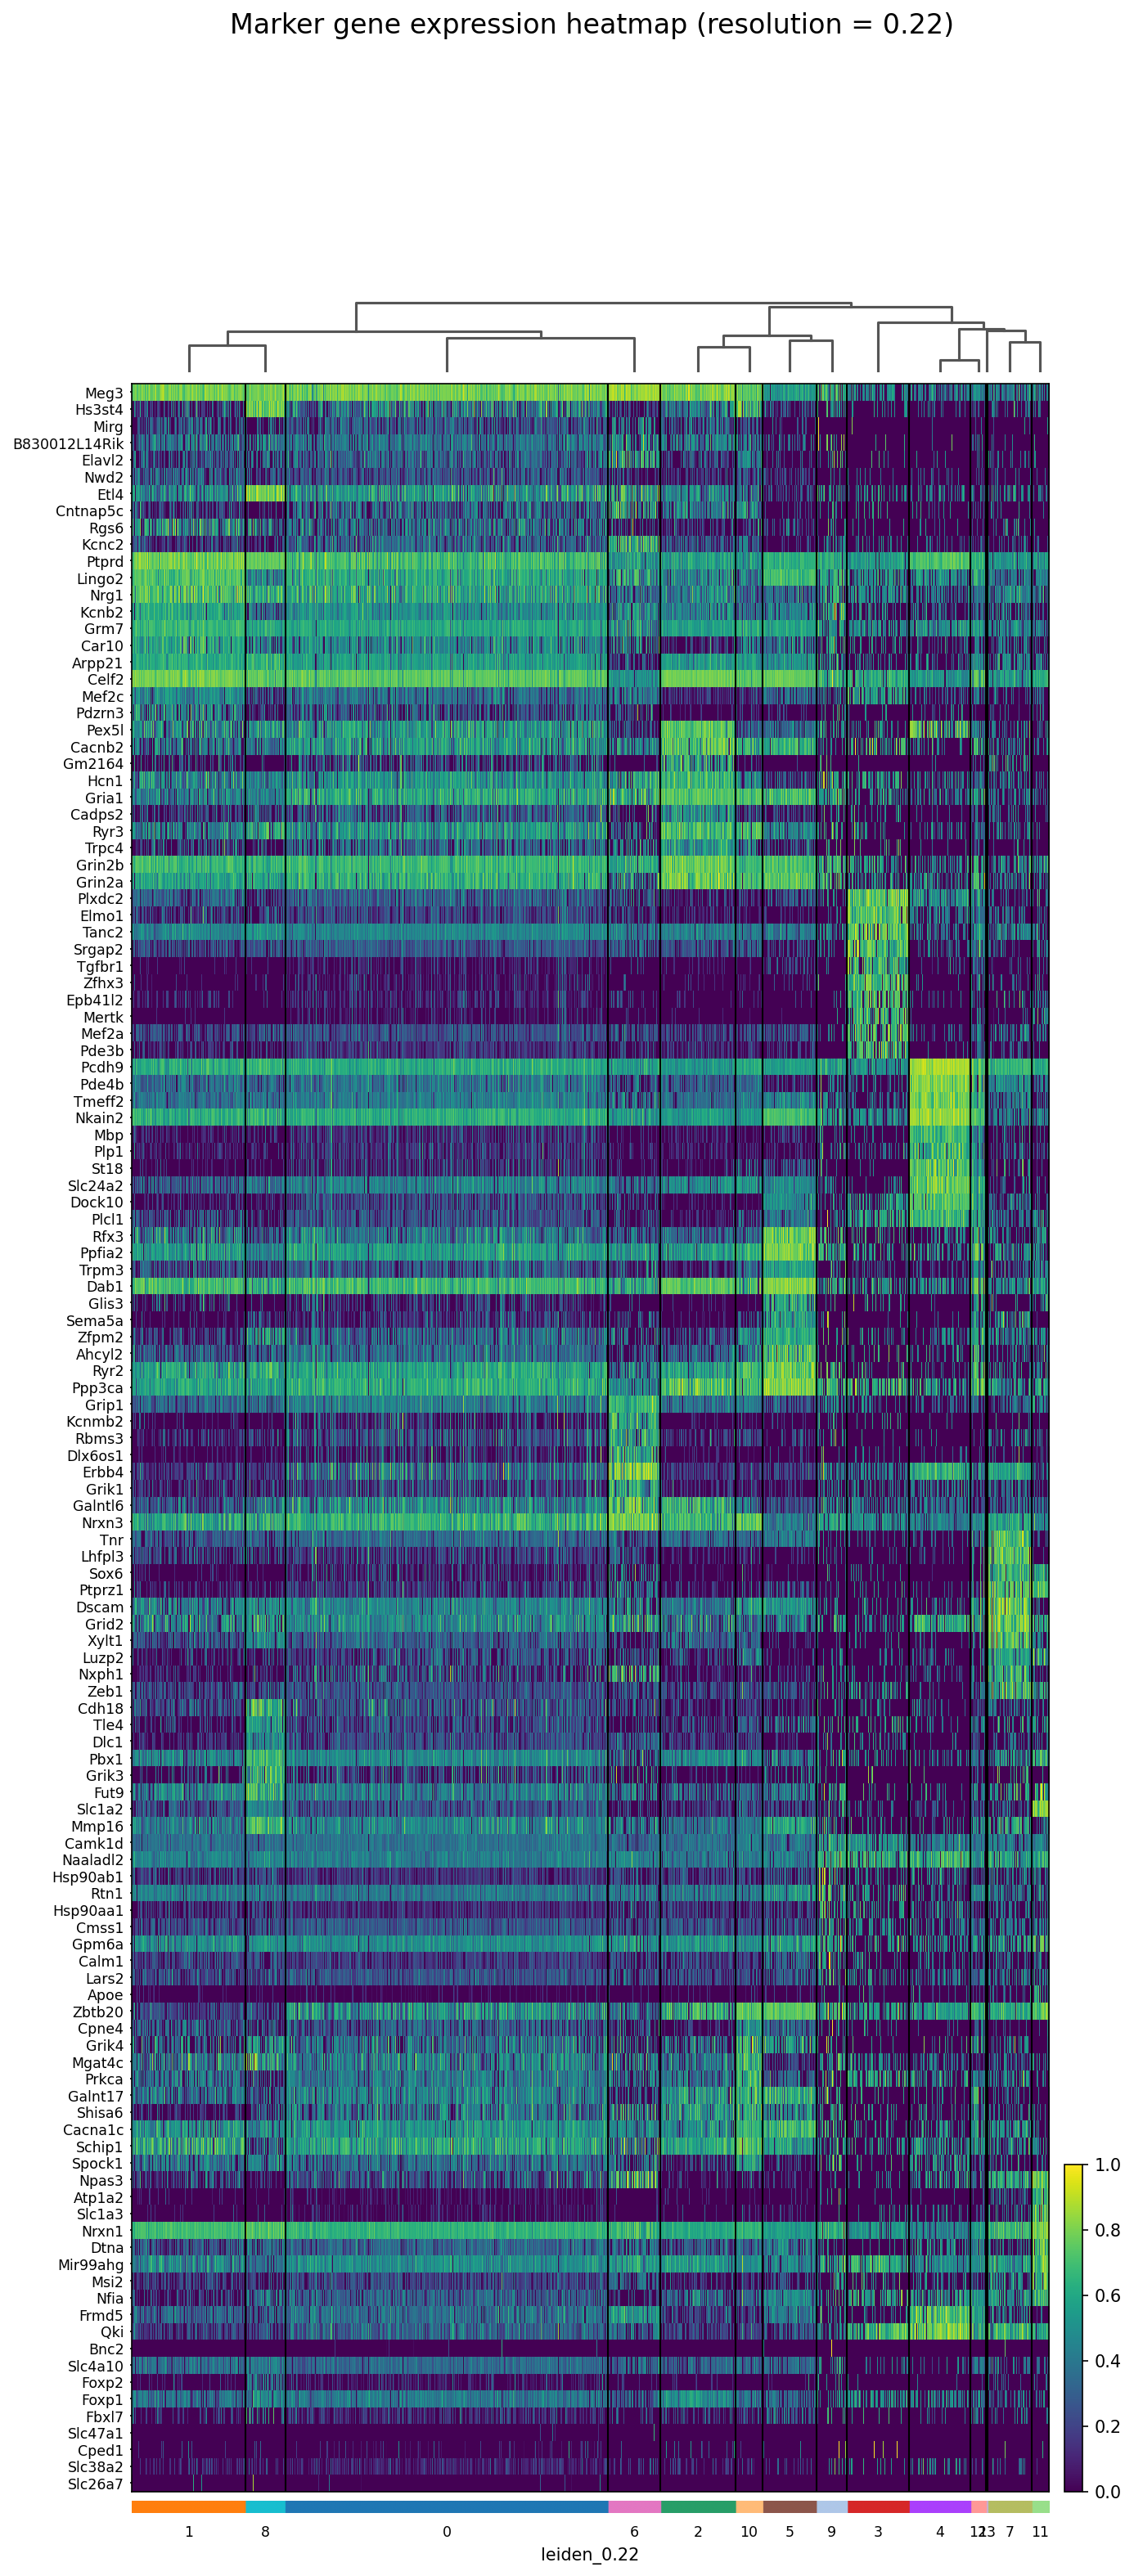 Marker gene expression heatmap (resolution = 0.22)
Meg3
Hs3st4
Mirg
B830012L14Rik
Elavl2
Nwd2
Etl4
Cntnap5c
Rgs6
Kcnc2
Ptprd
Lingo2
Nrg1
Kcnb2
Grm7
Car10
Arpp21
Celf2
Mef2c
Pdzrn3
Pex5l
Cacnb2
Gm2164
Hcn1
Gria1
Cadps2
Ryr3
Trpc4
Grin2b
Grin2a
Plxdc2
Elmo1
Tanc2
Srgap2
Tgfbr1
Zfhx3
Epb41l2
Mertk
Mef2a
Pde3b
Pcdh9
Pde4b
Tmeff2
Nkain2
Mbp
Plp1
St18
Slc24a2
Dock10
Plcl1
Rfx3
Ppfia2
Trpm3
Dab1
Glis3
Sema5a
Zfpm2
Ahcyl2
Ryr2
Ppp3ca
Grip1
Kcnmb2
Rbms3
Dlx6os1
Erbb4
Grik1
Galntl6
Nrxn3
Tnr
Lhfpl3
Sox6
Ptprz1
Dscam
Grid2
Xylt1
Luzp2
Nxph1
Zeb1
Cdh18
Tle4
Dlc1
Pbx1
Grik3
Fut9
Slc1a2
Mmp16
Camk1d
Naaladl2
Hsp90ab1
Rtn1
Hsp90aa1
Cmss1
Gpm6a
Calm1
Lars2
Apoe
Zbtb20
Cpne4
Grik4
Mgat4c
Prkca
Galnt17
Shisa6
Cacna1c
Schip1
Spock1
Npas3
Atp1a2
Slc1a3
Nrxn1
Dtna
Mir99ahg
Msi2
Nfia
Frmd5
Qki
Bnc2
Slc4a10
Foxp2
Foxp1
Fbxl7
Slc47a1
Cped1
Slc38a2
Slc26a7
1.0
0.8
0.6
0.4
0.2
0.0
1 8 0 6 2 10 5 9 3 4 12 13 7 11
leiden_0.22